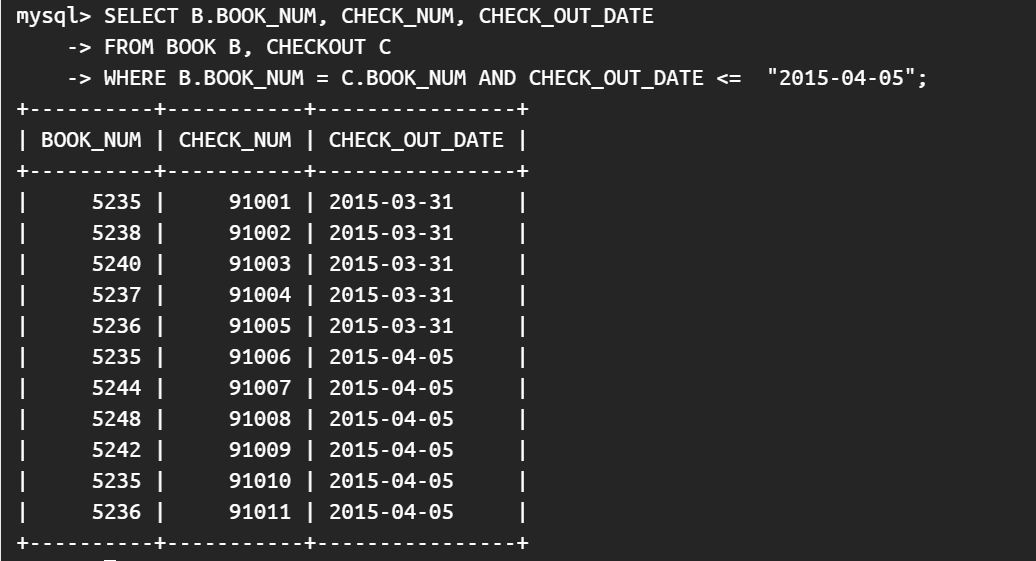 mysql> SELECT B.BOOK_NUM, CHECK_NUM, CHECK_OUT_DATE
    -> FROM BOOK B, CHECKOUT C
    -> WHERE B.BOOK_NUM = C.BOOK_NUM AND CHECK_OUT_DATE <=  "2015-04-05";
+----------+-----------+----------------+
| BOOK_NUM | CHECK_NUM | CHECK_OUT_DATE |
+----------+-----------+----------------+
|     5235 |     91001 | 2015-03-31     |
|     5238 |     91002 | 2015-03-31     |
|     5240 |     91003 | 2015-03-31     |
|     5237 |     91004 | 2015-03-31     |
|     5236 |     91005 | 2015-03-31     |
|     5235 |     91006 | 2015-04-05     |
|     5244 |     91007 | 2015-04-05     |
|     5248 |     91008 | 2015-04-05     |
|     5242 |     91009 | 2015-04-05     |
|     5235 |     91010 | 2015-04-05     |
|     5236 |     91011 | 2015-04-05     |
+----------+-----------+----------------+